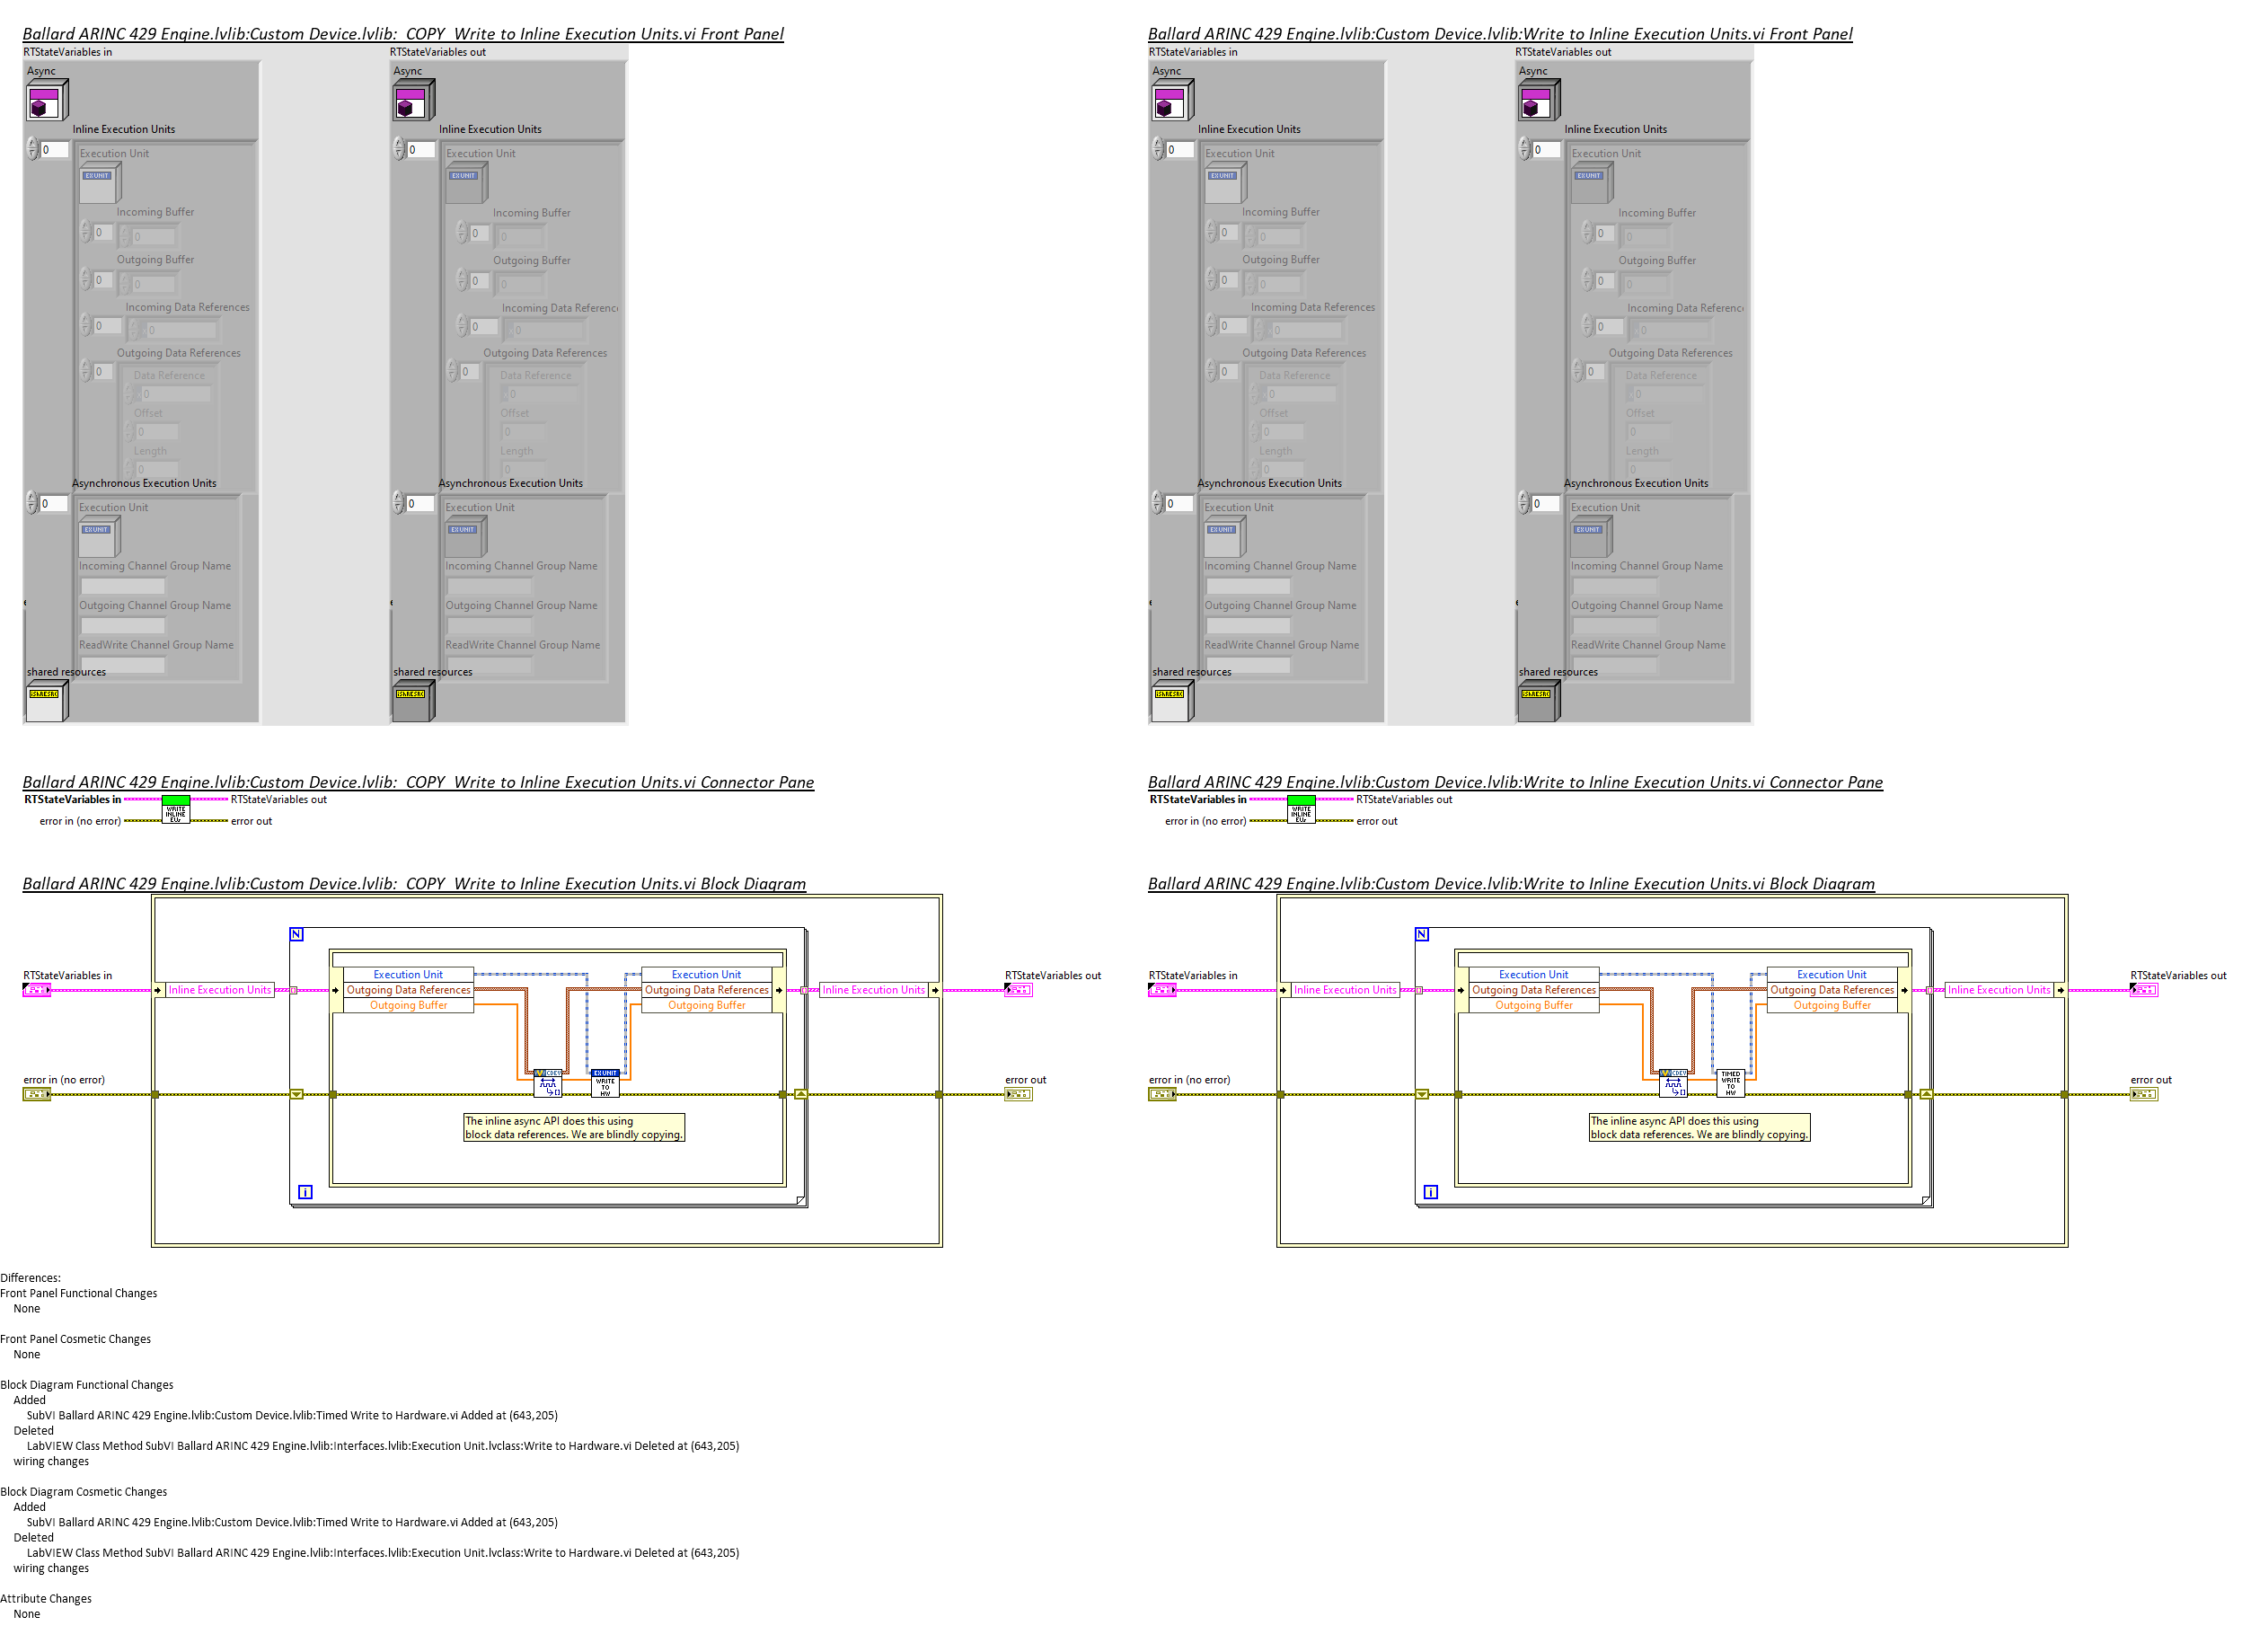 Ballard ARINC 429 Engine.lvlib:Custom Device.lvlib:  COPY  Write to Inline Execution Units.vi Front Panel
RTStateVariables in
Async
Inline Execution Units
0
Execution Unit
EX UNIT
Incoming Buffer
0
0
Outgoing Buffer
0
0
Incoming Data References
0
x0
Outgoing Data References
0
Data Reference
x0
Offset
0
Length
0
Asynchronous Execution Units
0
Execution Unit
EX UNIT
Incoming Channel Group Name
Outgoing Channel Group Name
ReadWrite Channel Group Name
shared resources
RTStateVariables out
Async
Inline Execution Units
0
Execution Unit
EX UNIT
Incoming Buffer
0
0
Outgoing Buffer
0
0
Incoming Data Referenc
0
x0
Outgoing Data References
0
Data Reference
x0
Offset
0
Length
0
Asynchronous Execution Units
0
Execution Unit
EX UNIT
Incoming Channel Group Name
Outgoing Channel Group Name
ReadWrite Channel Group Name
shared resources
Ballard ARINC 429 Engine.lvlib:Custom Device.lvlib:Write to Inline Execution Units.vi Front Panel
RTStateVariables in
Async
Inline Execution Units
0
Execution Unit
EX UNIT
Incoming Buffer
0
0
Outgoing Buffer
0
0
Incoming Data References
0
x0
Outgoing Data References
0
Data Reference
x0
Offset
0
Length
0
Asynchronous Execution Units
0
Execution Unit
EX UNIT
Incoming Channel Group Name
Outgoing Channel Group Name
ReadWrite Channel Group Name
shared resources
RTStateVariables out
Async
Inline Execution Units
0
Execution Unit
EX UNIT
Incoming Buffer
0
0
Outgoing Buffer
0
0
Incoming Data Referenc
0
x0
Outgoing Data References
0
Data Reference
x0
Offset
0
Length
0
Asynchronous Execution Units
0
Execution Unit
EX UNIT
Incoming Channel Group Name
Outgoing Channel Group Name
ReadWrite Channel Group Name
shared resources
Ballard ARINC 429 Engine.lvlib:Custom Device.lvlib:  COPY  Write to Inline Execution Units.vi Connector Pane
RTStateVariables in
RTStateVariables out
WRITE
INLINE
EUs
error in (no error)
error out
Ballard ARINC 429 Engine.lvlib:Custom Device.lvlib:Write to Inline Execution Units.vi Connector Pane
RTStateVariables in
RTStateVariables out
WRITE
INLINE
EUs
error in (no error)
error out
Ballard ARINC 429 Engine.lvlib:Custom Device.lvlib:  COPY  Write to Inline Execution Units.vi Block Diagram
N
RTStateVariables in
Inline Execution Units
Execution Unit
Outgoing Data References
Outgoing Buffer
Execution Unit
Outgoing Data References
Outgoing Buffer
Inline Execution Units
RTStateVariables out
error in (no error)
CDEV
EX UNIT
WRITE
TO
HW
error out
The inline async API does this using
block data references. We are blindly copying.
i
Ballard ARINC 429 Engine.lvlib:Custom Device.lvlib:Write to Inline Execution Units.vi Block Diagram
N
RTStateVariables in
Inline Execution Units
Execution Unit
Outgoing Data References
Outgoing Buffer
Execution Unit
Outgoing Data References
Outgoing Buffer
Inline Execution Units
RTStateVariables out
error in (no error)
CDEV
TIMED
WRITE
TO
HW
error out
The inline async API does this using
block data references. We are blindly copying.
i
Differences:
Front Panel Functional Changes
None
Front Panel Cosmetic Changes
None
Block Diagram Functional Changes
Added
SubVI Ballard ARINC 429 Engine.lvlib:Custom Device.lvlib:Timed Write to Hardware.vi Added at (643,205)
Deleted
LabVIEW Class Method SubVI Ballard ARINC 429 Engine.lvlib:Interfaces.lvlib:Execution Unit.lvclass:Write to Hardware.vi Deleted at (643,205)
wiring changes
Block Diagram Cosmetic Changes
Added
SubVI Ballard ARINC 429 Engine.lvlib:Custom Device.lvlib:Timed Write to Hardware.vi Added at (643,205)
Deleted
LabVIEW Class Method SubVI Ballard ARINC 429 Engine.lvlib:Interfaces.lvlib:Execution Unit.lvclass:Write to Hardware.vi Deleted at (643,205)
wiring changes
Attribute Changes
None